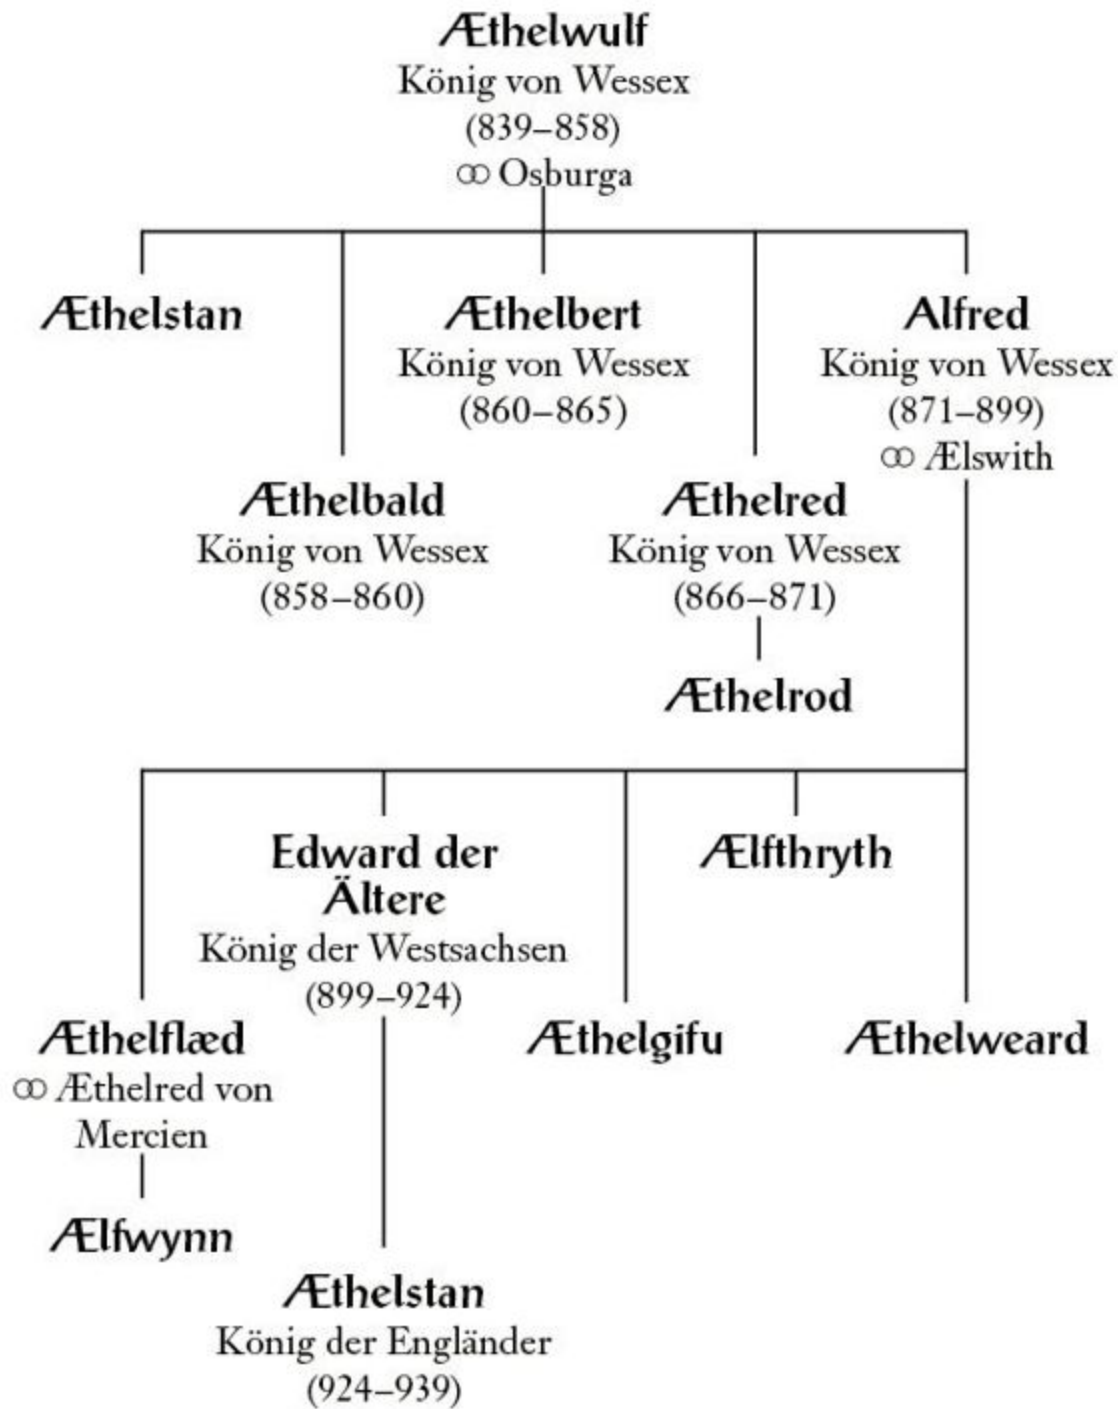 Æthelwulf
König von Wessex
(839–858)
⚭ Osburga
Æthelstan
Æthelbert
König von Wessex
(860–865)
Alfred
König von Wessex
(871–899)
⚭ Ælswith
Æthelbald
König von Wessex
(858–860)
Æthelred
König von Wessex
(866–871)
Æthelrod
Edward der
Ältere
König der Westsachsen
(899–924)
Ælfthryth
Æthelflæd
⚭ Æthelred von
Mercien
Æthelgifu
Æthelweard
Ælfwynn
Æthelstan
König der Engländer
(924–939)